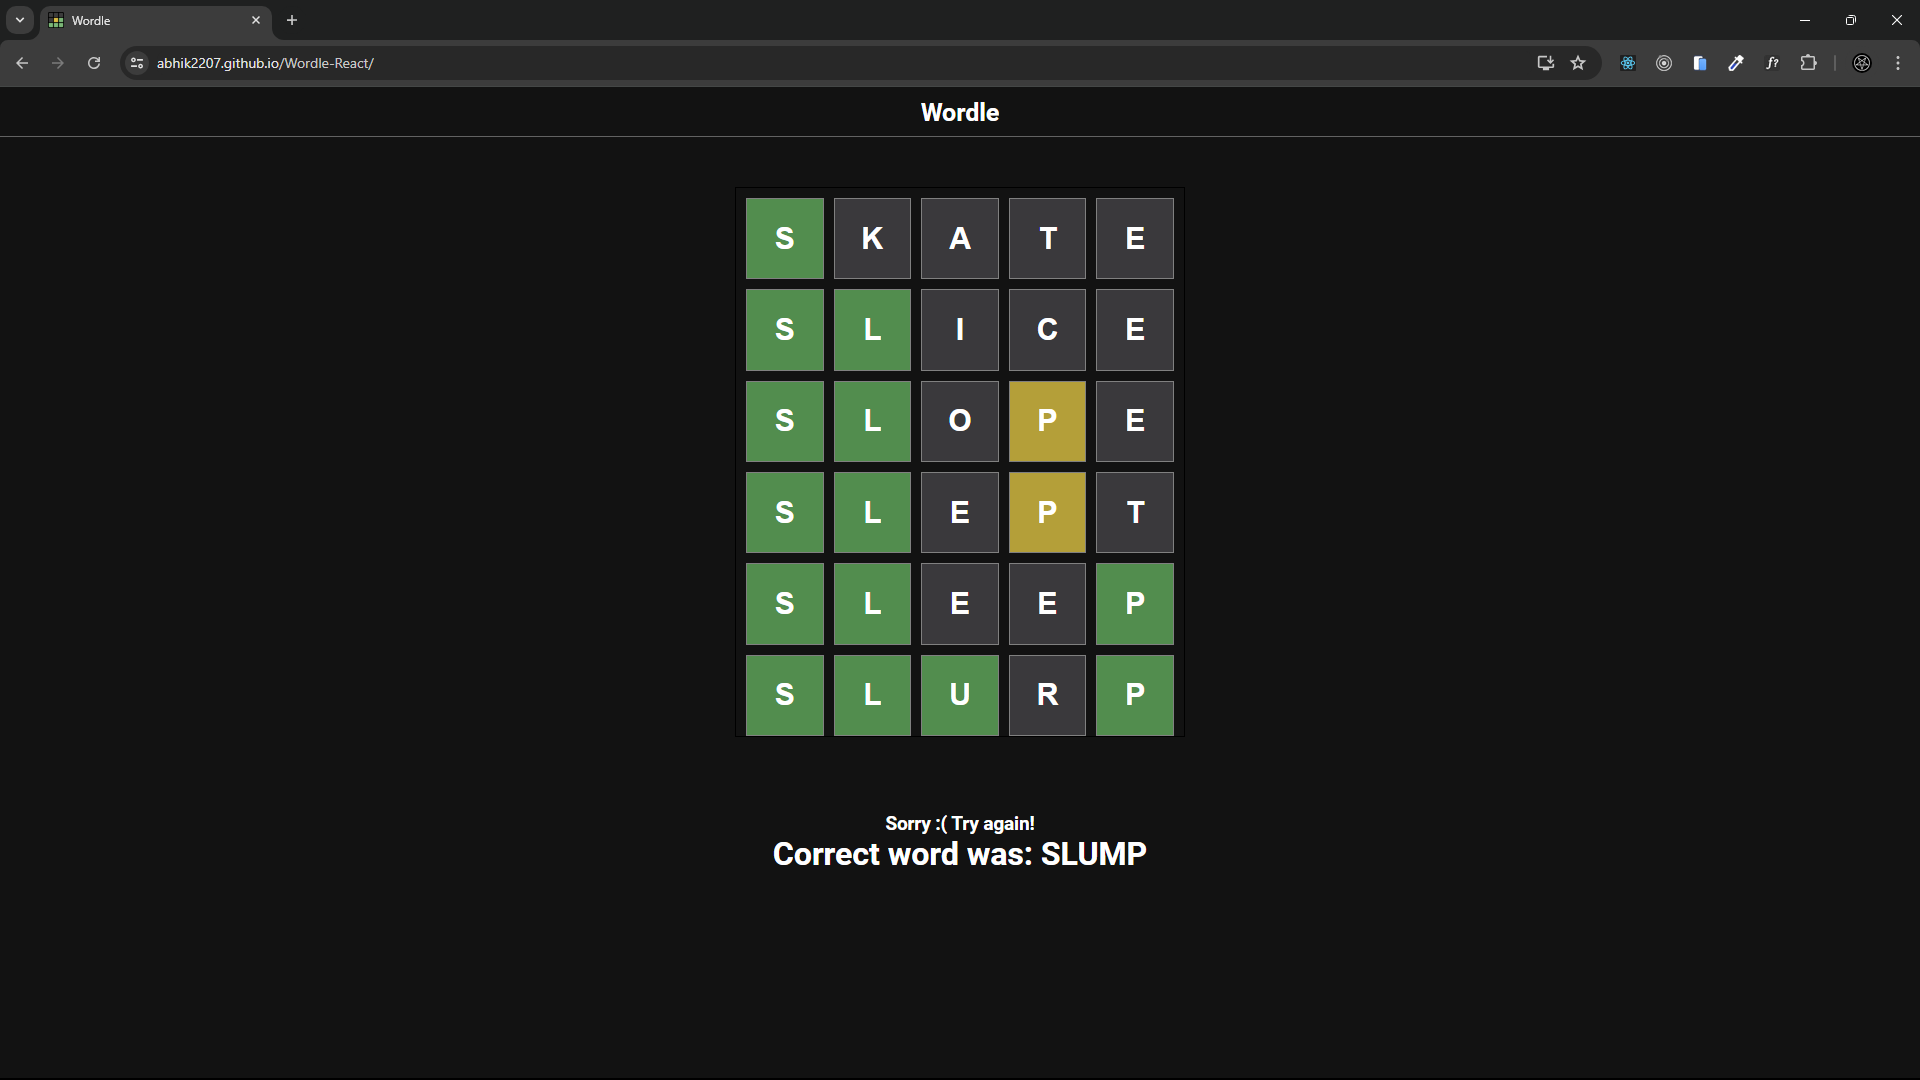 Wordle
abhik2207.github.io/Wordle-React/
f?
Wordle
S K A T E
S L I C E
S L O P E
S L E P T
S L E E P
S L U R P
Sorry :( Try again!
Correct word was: SLUMP